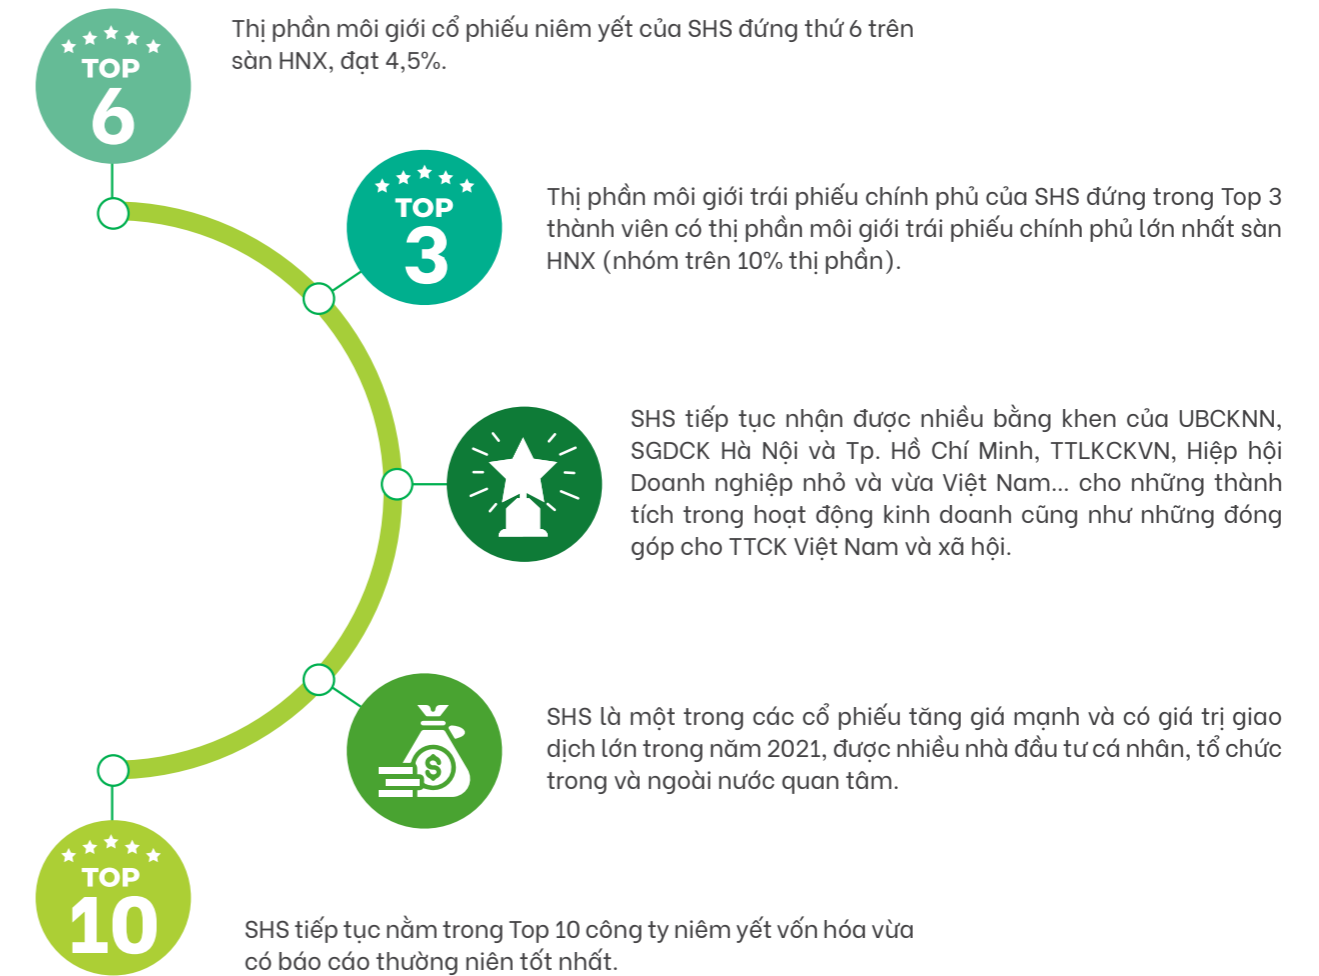 TOP
6
Thị phần môi giới cổ phiếu niêm yết của SHS đứng thứ 6 trên
sàn HNX, đạt 4,5%.
TOP
3
Thị phần môi giới trái phiếu chính phủ của SHS đứng trong Top 3
thành viên có thị phần môi giới trái phiếu chính phủ lớn nhất sàn
HNX (nhóm trên 10% thị phần).
SHS tiếp tục nhận được nhiều bằng khen của UBCKNN,
SGDCK Hà Nội và Tp. Hồ Chí Minh, TTLKCKVN, Hiệp hội
Doanh nghiệp nhỏ và vừa Việt Nam... cho những thành
tích trong hoạt động kinh doanh cũng như những đóng
góp cho TTCK Việt Nam và xã hội.
$
SHS là một trong các cổ phiếu tăng giá mạnh và có giá trị giao
dịch lớn trong năm 2021, được nhiều nhà đầu tư cá nhân, tổ chức
trong và ngoài nước quan tâm.
TOP
10
SHS tiếp tục nằm trong Top 10 công ty niêm yết vốn hóa vừa
có báo cáo thường niên tốt nhất.